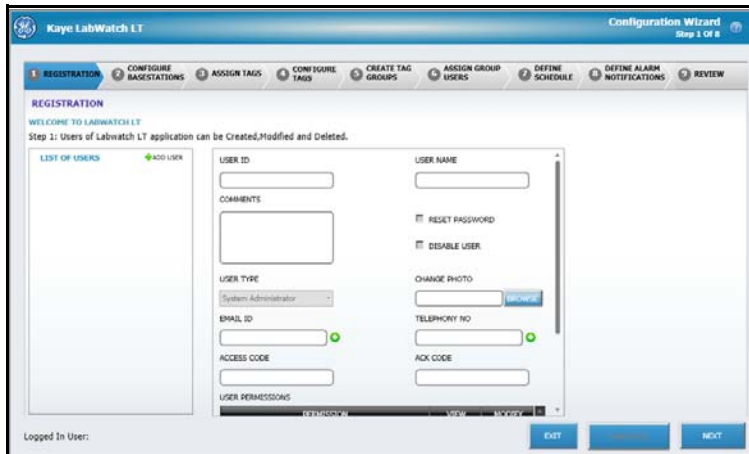 Kaye LabWatch LT
Configuration Wizard
Step 1 Of 8
1 REGISTRATION
2 CONFIGURE BASESTATIONS
3 ASSIGN TAGS
4 CONFIGURE TAGS
5 CREATE TAG GROUPS
6 ASSIGN GROUP USERS
7 DEFINE SCHEDULE
8 DEFINE ALARM NOTIFICATIONS
9 REVIEW
REGISTRATION
WELCOME TO LABWATCH LT
Step 1: Users of Labwatch LT application can be Created,Modified and Deleted.
LIST OF USERS
ADD USER
USER ID
USER NAME
COMMENTS
RESET PASSWORD
DISABLE USER
USER TYPE
CHANGE PHOTO
System Administrator
BROWSE
EMAIL ID
TELEPHONY NO
ACCESS CODE
ACK CODE
USER PERMISSIONS
PERMISSION
VIEW
MODIFY
Logged In User:
EXIT
NEXT